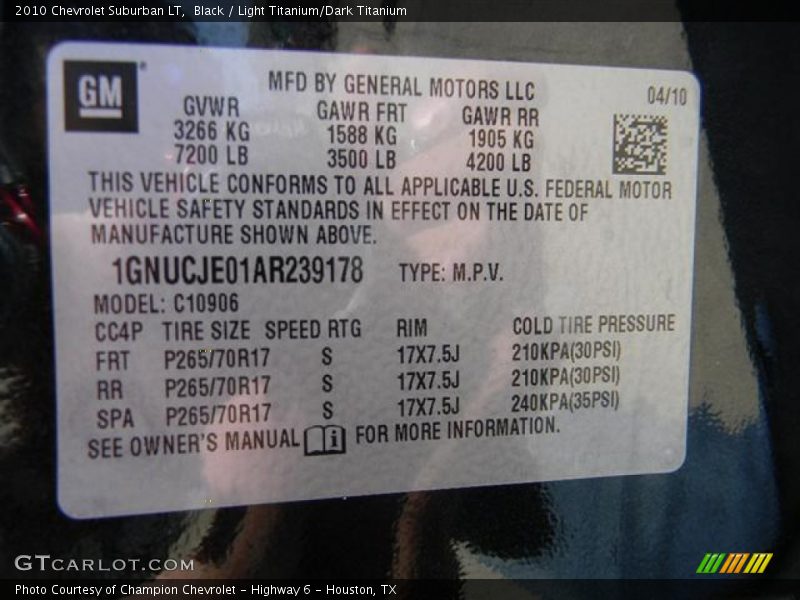 2010 Chevrolet Suburban LT, Black / Light Titanium/Dark Titanium
GM
MFD BY GENERAL MOTORS LLC
04/10
GVWR GAWR FRT GAWR RR
3266 KG 1588 KG 1905 KG
7200 LB 3500 LB 4200 LB
THIS VEHICLE CONFORMS TO ALL APPLICABLE U.S. FEDERAL MOTOR
VEHICLE SAFETY STANDARDS IN EFFECT ON THE DATE OF
MANUFACTURE SHOWN ABOVE.
1GNUCJE01AR239178 TYPE: M.P.V.
MODEL: C10906
CC4P TIRE SIZE SPEED RTG RIM COLD TIRE PRESSURE
FRT P265/70R17 S 17X7.5J 210KPA(30PSI)
RR P265/70R17 S 17X7.5J 210KPA(30PSI)
SPA P265/70R17 S 17X7.5J 240KPA(35PSI)
SEE OWNER'S MANUAL i FOR MORE INFORMATION.
GTCARLOT.COM
Photo Courtesy of Champion Chevrolet - Highway 6 - Houston, TX